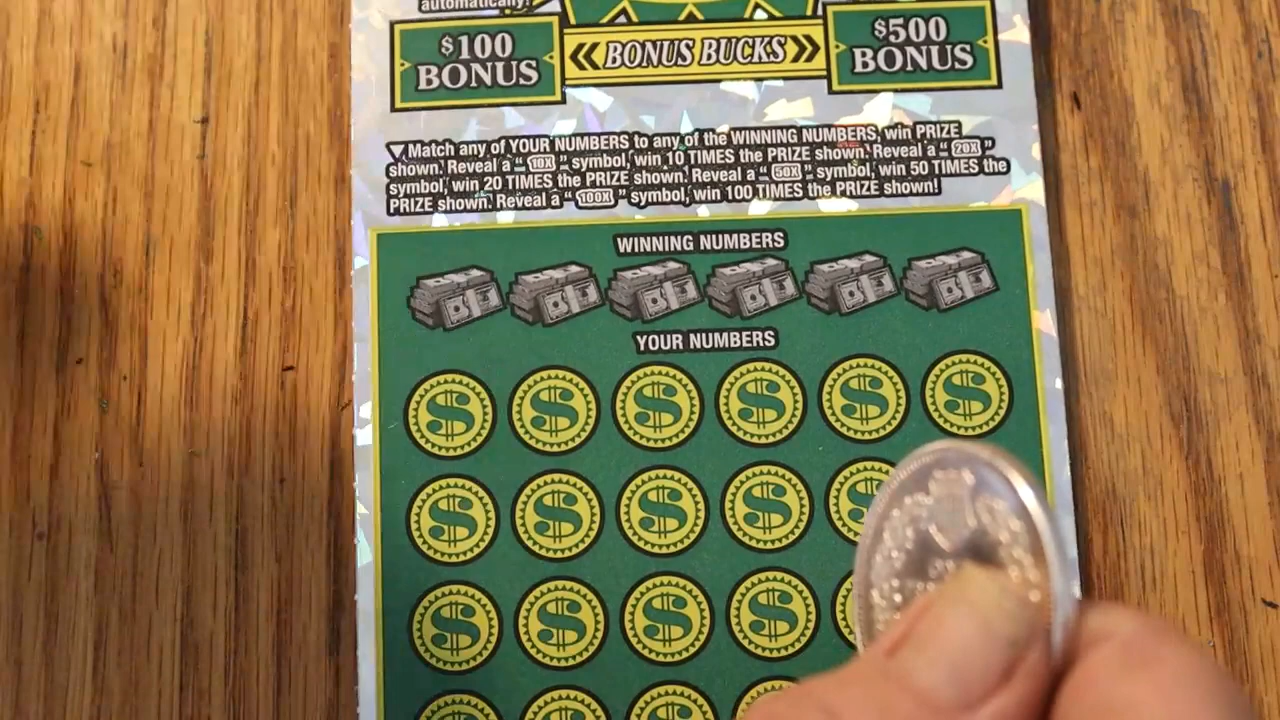 automatically!
$100
BONUS
BONUS BUCKS
$500
BONUS
Match any of YOUR NUMBERS to any of the WINNING NUMBERS, win PRIZE
shown. Reveal a “ 10X ” symbol, win 10 TIMES the PRIZE shown. Reveal a “ 20X ”
symbol, win 20 TIMES the PRIZE shown. Reveal a “ 50X ” symbol, win 50 TIMES the
PRIZE shown. Reveal a “ 100X ” symbol, win 100 TIMES the PRIZE shown!
WINNING NUMBERS
YOUR NUMBERS
$ $ $ $ $ $
$ $ $ $ $
$ $ $ $
$ $ $ $